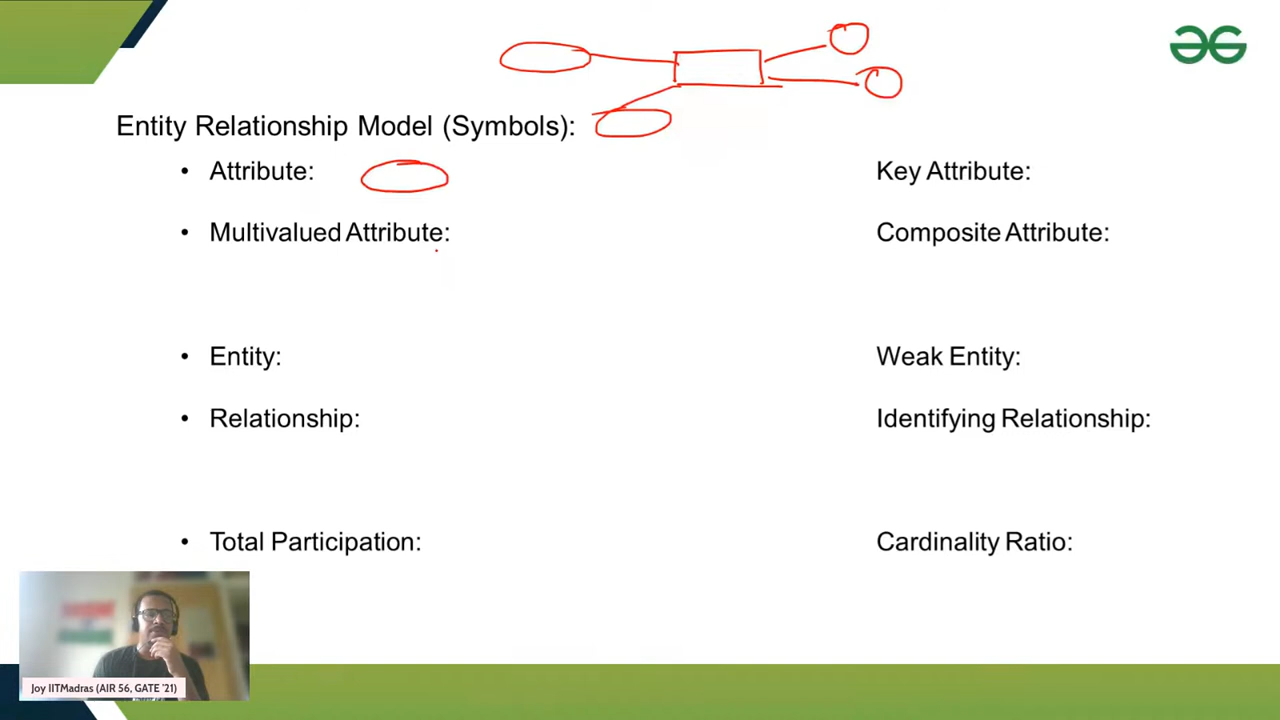 Entity Relationship Model (Symbols):
• Attribute:
Key Attribute:
• Multivalued Attribute:
Composite Attribute:
• Entity:
Weak Entity:
• Relationship:
Identifying Relationship:
• Total Participation:
Cardinality Ratio:
Joy IITMadras (AIR 56, GATE '21)